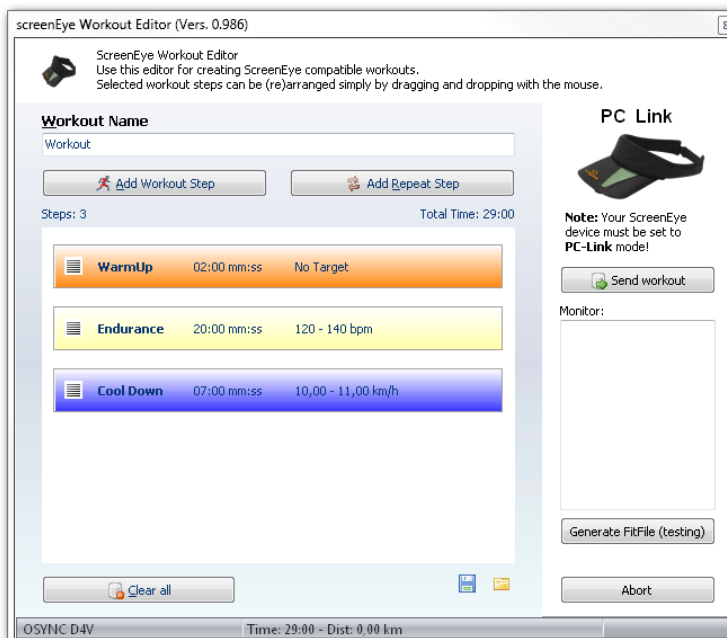 screenEye Workout Editor (Vers. 0.986)
ScreenEye Workout Editor
Use this editor for creating ScreenEye compatible workouts.
Selected workout steps can be (re)arranged simply by dragging and dropping with the mouse.
Workout Name
Workout
Add Workout Step
Add Repeat Step
Steps: 3
Total Time: 29:00
WarmUp 02:00 mm:ss No Target
Endurance 20:00 mm:ss 120 - 140 bpm
Cool Down 07:00 mm:ss 10,00 - 11,00 km/h
Clear all
PC Link
Note: Your ScreenEye
device must be set to
PC-Link mode!
Send workout
Monitor:
Generate FitFile (testing)
Abort
OSYNC D4V
Time: 29:00 - Dist: 0,00 km